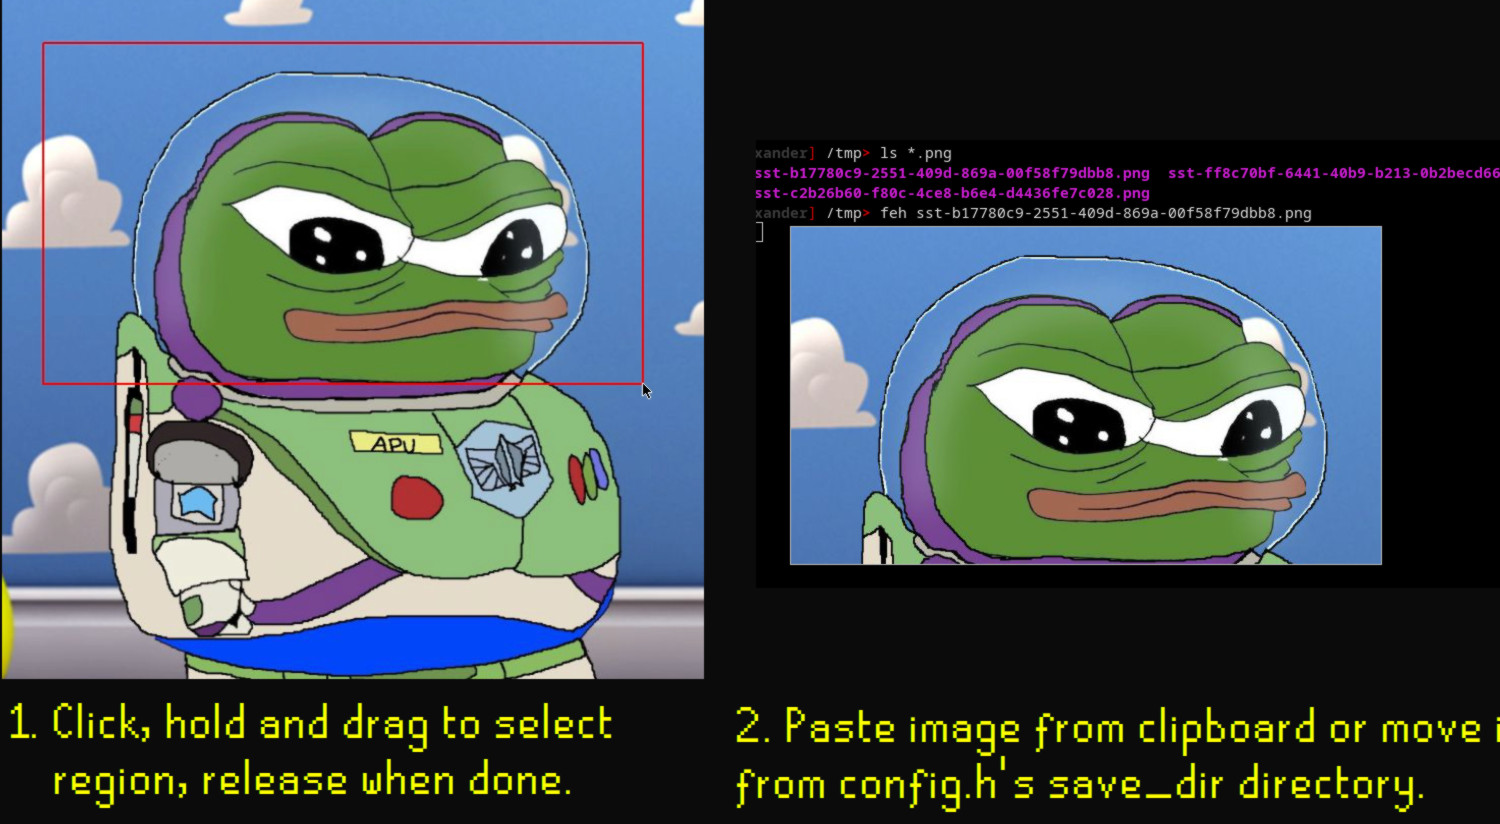 APU
xander] /tmp> ls *.png
sst-b17780c9-2551-409d-869a-00f58f79dbb8.png sst-ff8c70bf-6441-40b9-b213-0b2becd66
sst-c2b26b60-f80c-4ce8-b6e4-d4436fe7c028.png
xander] /tmp> feh sst-b17780c9-2551-409d-869a-00f58f79dbb8.png
1. Click, hold and drag to select
region, release when done.
2. Paste image from clipboard or move i
from config.h's save_dir directory.